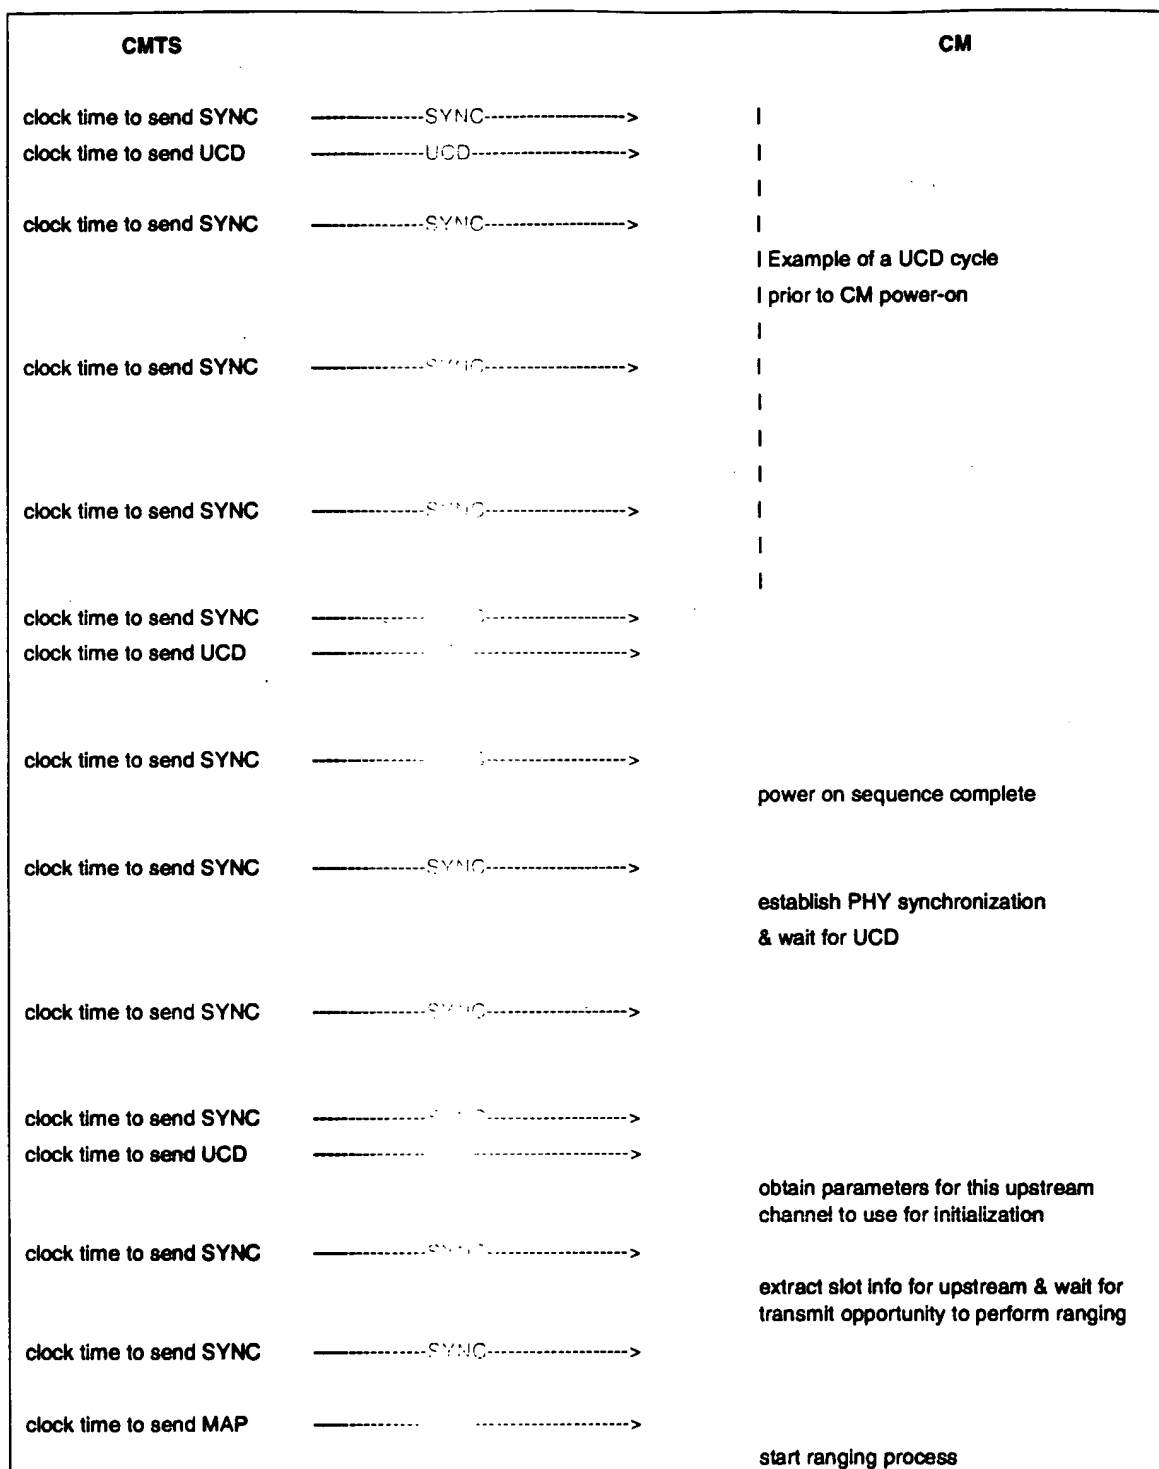 CMTS CM
clock time to send SYNC ------------SYNC---------------->
clock time to send UCD ------------UCD---------------->
clock time to send SYNC ------------SYNC---------------->
Example of a UCD cycle
prior to CM power-on
clock time to send SYNC ------------SYNC---------------->
clock time to send SYNC ------------SYNC---------------->
clock time to send SYNC
clock time to send UCD
clock time to send SYNC
power on sequence complete
clock time to send SYNC ------------SYNC---------------->
establish PHY synchronization
& wait for UCD
clock time to send SYNC ------------SYNC---------------->
clock time to send SYNC
clock time to send UCD
obtain parameters for this upstream
channel to use for initialization
clock time to send SYNC ------------SYNC---------------->
extract slot info for upstream & wait for
transmit opportunity to perform ranging
clock time to send SYNC ------------SYNC---------------->
clock time to send MAP
start ranging process